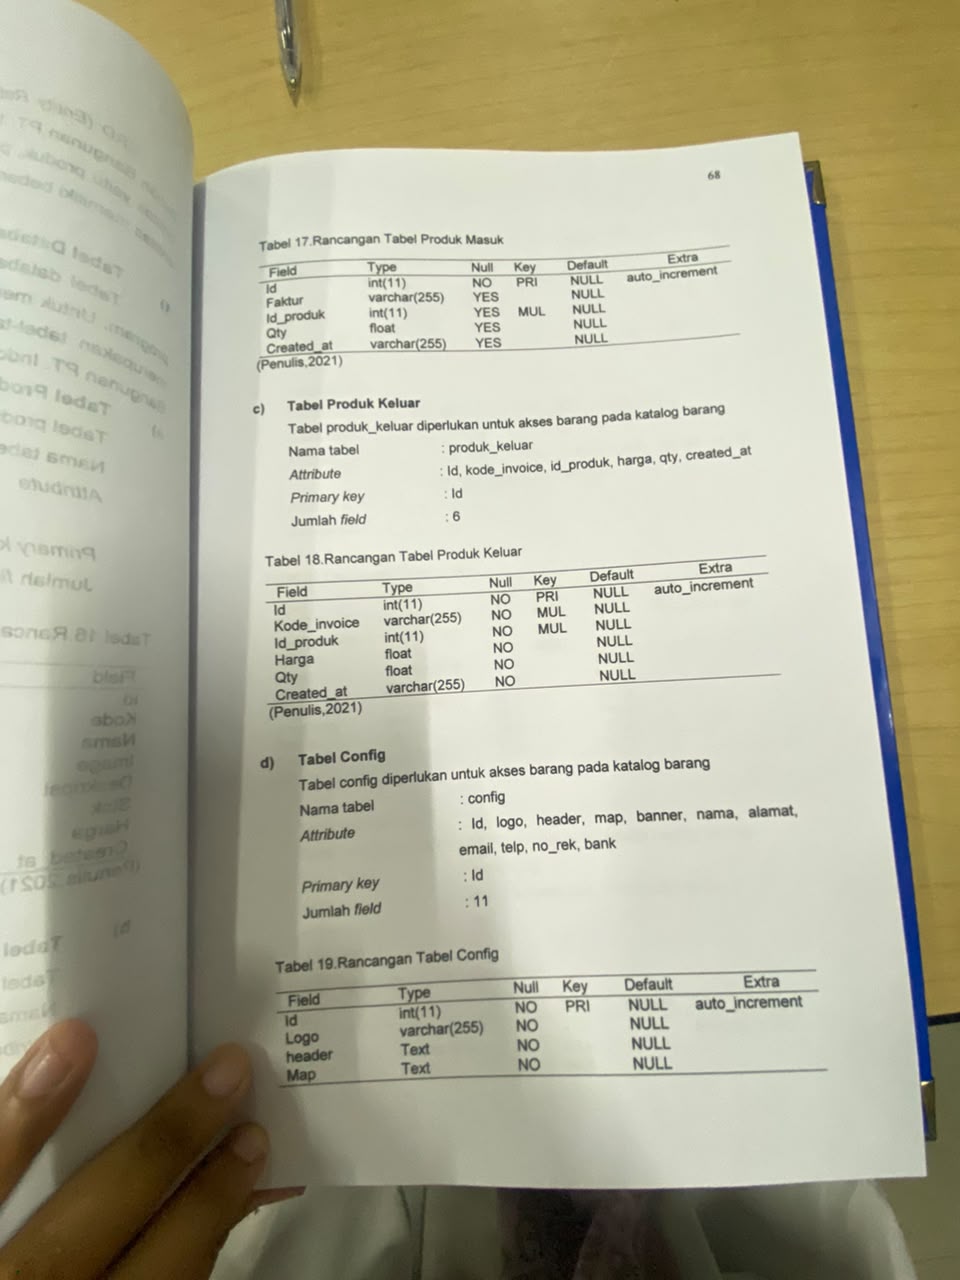 68
Tabel 17.Rancangan Tabel Produk Masuk
Field Type Null Key Default Extra
Id int(11) NO PRI NULL auto_increment
Faktur varchar(255) YES NULL
Id_produk int(11) YES MUL NULL
Qty float YES NULL
Created_at varchar(255) YES NULL
(Penulis,2021)
c) Tabel Produk Keluar
Tabel produk_keluar diperlukan untuk akses barang pada katalog barang
Nama tabel : produk_keluar
Attribute : Id, kode_invoice, id_produk, harga, qty, created_at
Primary key : Id
Jumlah field : 6
Tabel 18.Rancangan Tabel Produk Keluar
Field Type Null Key Default Extra
Id int(11) NO PRI NULL auto_increment
Kode_invoice varchar(255) NO MUL NULL
Id_produk int(11) NO MUL NULL
Harga float NO NULL
Qty float NO NULL
Created_at varchar(255) NO NULL
(Penulis,2021)
d) Tabel Config
Tabel config diperlukan untuk akses barang pada katalog barang
Nama tabel : config
Attribute : Id, logo, header, map, banner, nama, alamat,
email, telp, no_rek, bank
Primary key : Id
Jumlah field : 11
Tabel 19.Rancangan Tabel Config
Field Type Null Key Default Extra
Id int(11) NO PRI NULL auto_increment
Logo varchar(255) NO NULL
header Text NO NULL
Map Text NO NULL